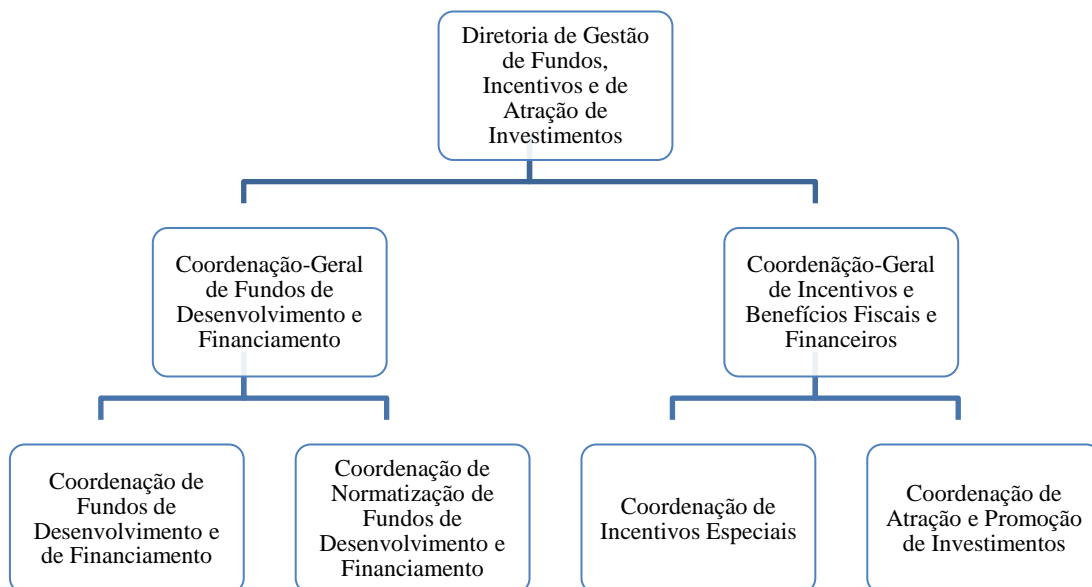 Diretoria de Gestão
de Fundos,
Incentivos e de
Atração de
Investimentos
Coordenação-Geral
de Fundos de
Desenvolvimento e
Financiamento
Coordenãção-Geral
de Incentivos e
Benefícios Fiscais e
Financeiros
Coordenação de
Fundos de
Desenvolvimento e
de Financiamento
Coordenação de
Normatização de
Fundos de
Desenvolvimento e
Financiamento
Coordenação de
Incentivos Especiais
Coordenação de
Atração e Promoção
de Investimentos